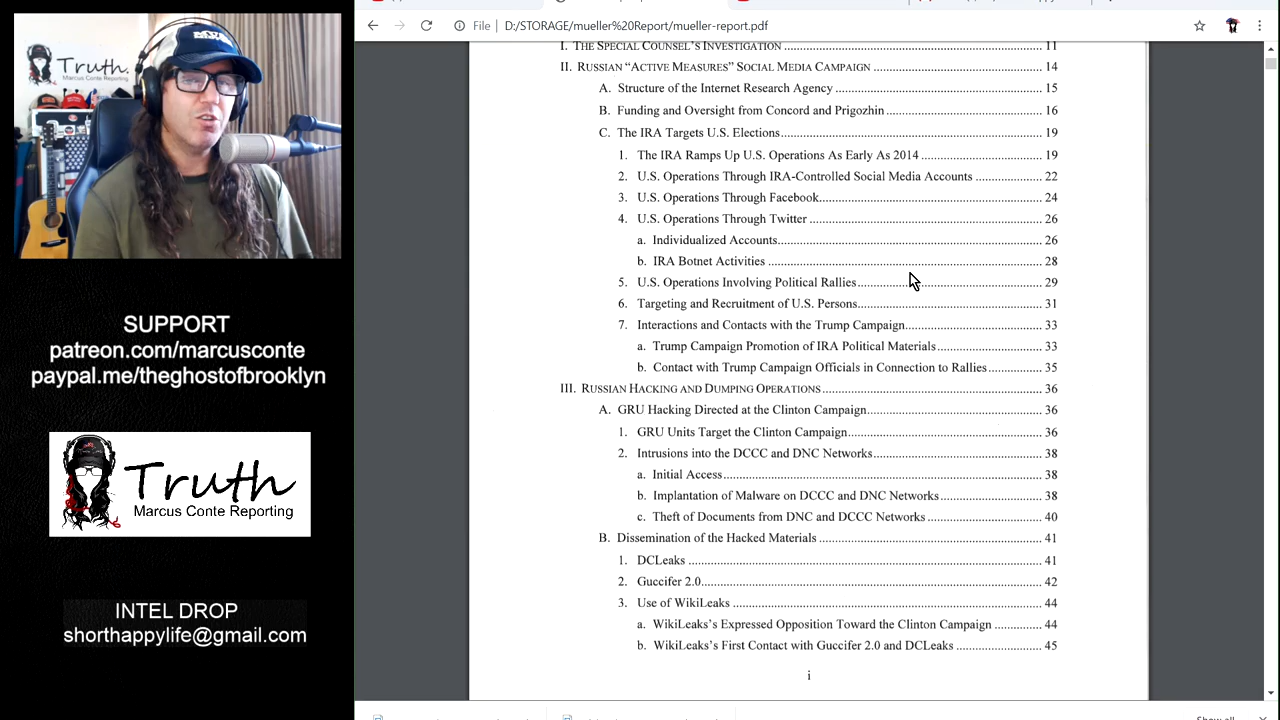 Truth.
Marcus Conte Reporting
SUPPORT
patreon.com/marcusconte
paypal.me/theghostofbrooklyn
Truth
Marcus Conte Reporting
INTEL DROP
shorthappylife@gmail.com
File | D:/STORAGE/mueller%20Report/mueller-report.pdf
I. THE SPECIAL COUNSEL'S INVESTIGATION ........ 11
II. RUSSIAN "ACTIVE MEASURES" SOCIAL MEDIA CAMPAIGN ........ 14
A. Structure of the Internet Research Agency ........ 15
B. Funding and Oversight from Concord and Prigozhin ........ 16
C. The IRA Targets U.S. Elections ........ 19
1. The IRA Ramps Up U.S. Operations As Early As 2014 ........ 19
2. U.S. Operations Through IRA-Controlled Social Media Accounts ........ 22
3. U.S. Operations Through Facebook ........ 24
4. U.S. Operations Through Twitter ........ 26
a. Individualized Accounts ........ 26
b. IRA Botnet Activities ........ 28
5. U.S. Operations Involving Political Rallies ........ 29
6. Targeting and Recruitment of U.S. Persons ........ 31
7. Interactions and Contacts with the Trump Campaign ........ 33
a. Trump Campaign Promotion of IRA Political Materials ........ 33
b. Contact with Trump Campaign Officials in Connection to Rallies ........ 35
III. RUSSIAN HACKING AND DUMPING OPERATIONS ........ 36
A. GRU Hacking Directed at the Clinton Campaign ........ 36
1. GRU Units Target the Clinton Campaign ........ 36
2. Intrusions into the DCCC and DNC Networks ........ 38
a. Initial Access ........ 38
b. Implantation of Malware on DCCC and DNC Networks ........ 38
c. Theft of Documents from DNC and DCCC Networks ........ 40
B. Dissemination of the Hacked Materials ........ 41
1. DCLeaks ........ 41
2. Guccifer 2.0 ........ 42
3. Use of WikiLeaks ........ 44
a. WikiLeaks's Expressed Opposition Toward the Clinton Campaign ........ 44
b. WikiLeaks's First Contact with Guccifer 2.0 and DCLeaks ........ 45
i